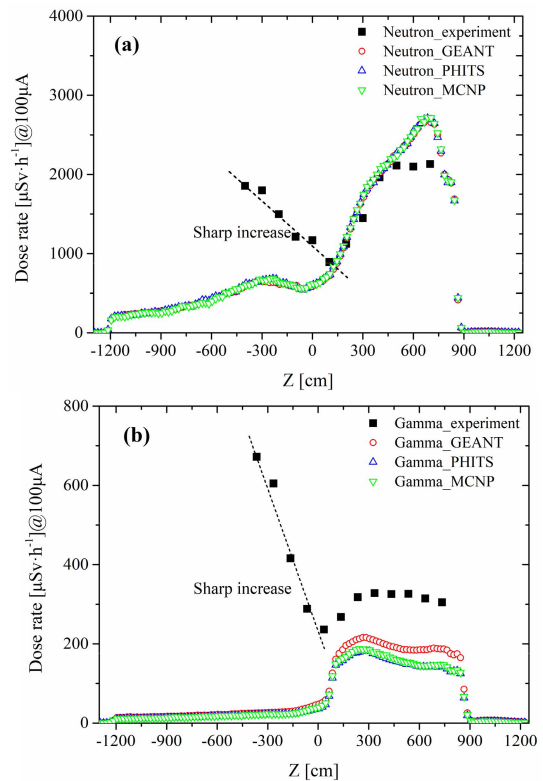 (a)
Neutron_experiment
Neutron_GEANT
Neutron_PHITS
Neutron_MCNP
Dose rate [μSv·h⁻¹]@100μA
4000
3000
2000
1000
0
Sharp increase
-1200 -900 -600 -300 0 300 600 900 1200
Z [cm]
(b)
Gamma_experiment
Gamma_GEANT
Gamma_PHITS
Gamma_MCNP
Dose rate [μSv·h⁻¹]@100μA
800
600
400
200
0
Sharp increase
-1200 -900 -600 -300 0 300 600 900 1200
Z [cm]